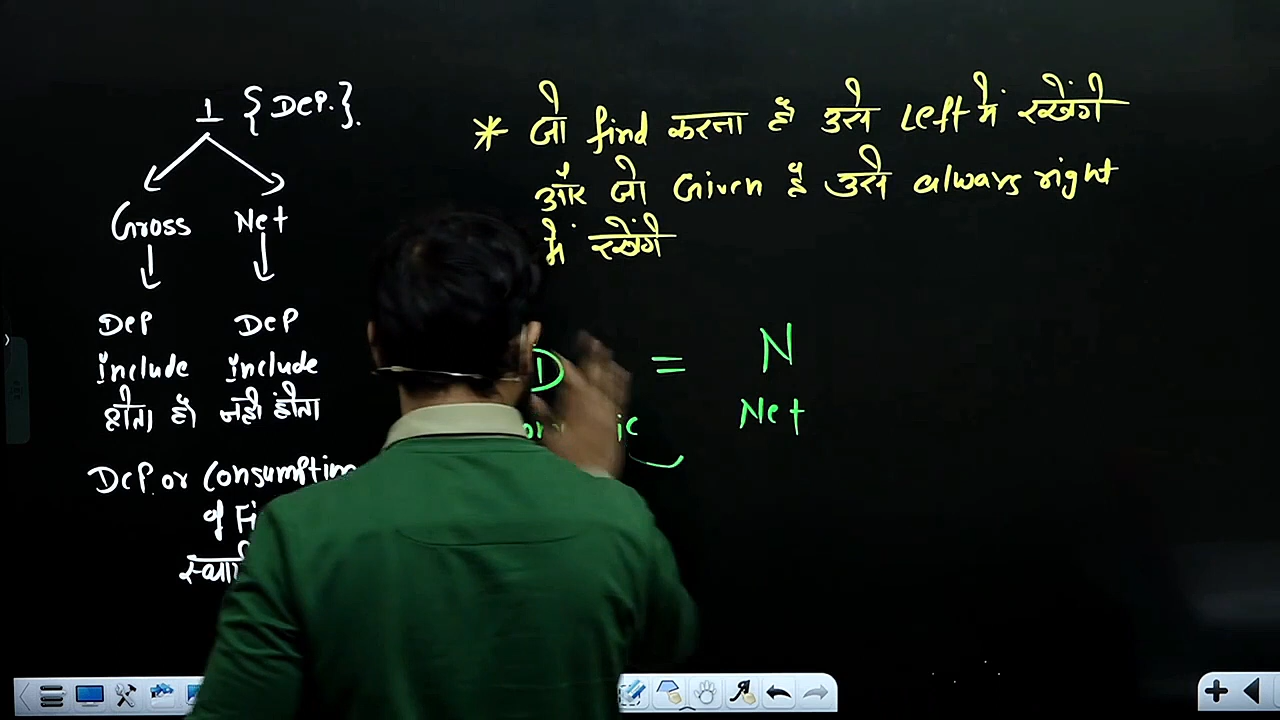 1 {Dep.}
Gross Net
Dep Dep
include include
होता है। नहीं होता
Dep. or Consumption
of
* जो find करना है उसे Left में रखेंगे
और जो Given है उसे always right
में रखेंगे
D = N
Net